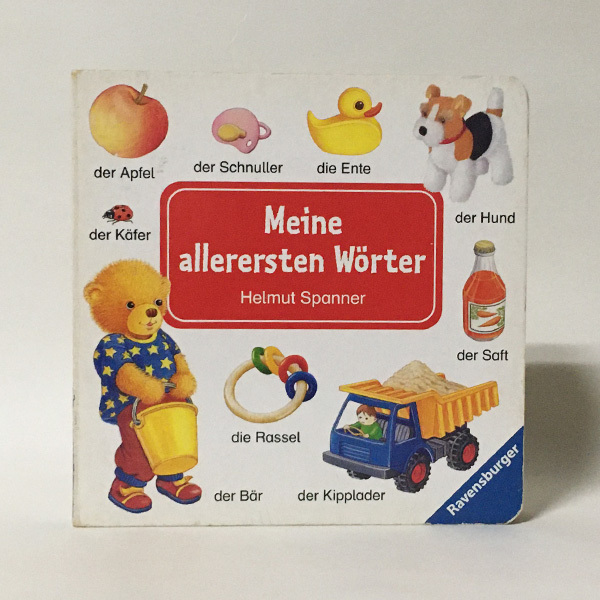 der Apfel
der Schnuller
die Ente
der Hund
der Käfer
Meine
allerersten Wörter
Helmut Spanner
der Saft
die Rassel
der Bär
der Kipplader
Ravensburger